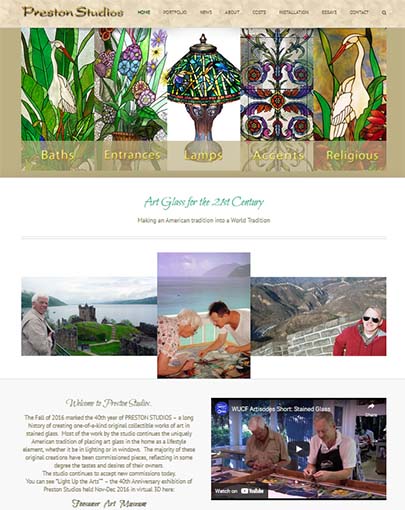 Preston Studios
HOME PORTFOLIO NEWS ABOUT COSTS INSTALLATION ESSAYS CONTACT
Baths Entrances Lamps Accents Religious
Art Glass for the 21st Century
Making an American tradition into a World Tradition
Welcome to Preston Studios.
The Fall of 2016 marked the 40th year of PRESTON STUDIOS – a long
history of creating one-of-a-kind original collectible works of art in
stained glass. Most of the work by the studio continues the uniquely
American tradition of placing art glass in the home as a lifestyle
element, whether it be in lighting or in windows. The majority of these
original creations have been commissioned pieces, reflecting in some
degree the tastes and desires of their owners.
The studio continues to accept new commissions today.
You can see "Light Up the Arts"" – the 40th anniversary exhibition of
Preston Studios held Nov-Dec 2016 in virtual 3D here:
Foosaner Art Museum
WUCF Artisodes Short: Stained Glass
Watch on YouTube